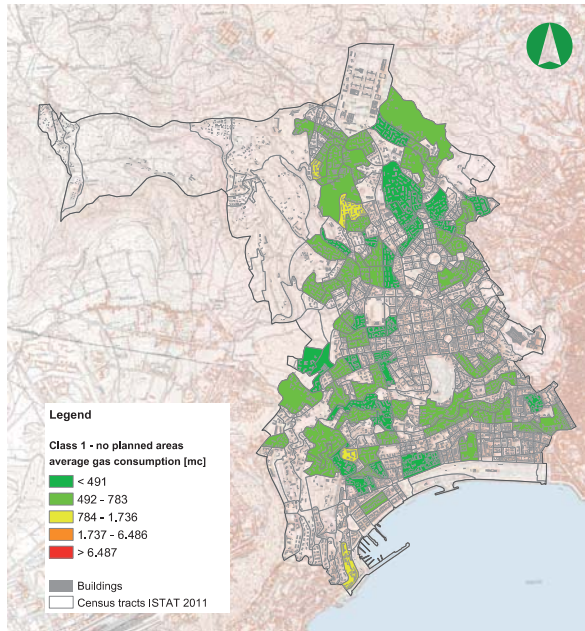 Legend
Class 1 - no planned areas
average gas consumption [mc]
< 491
492 - 783
784 - 1.736
1.737 - 6.486
> 6.487
Buildings
Census tracts ISTAT 2011